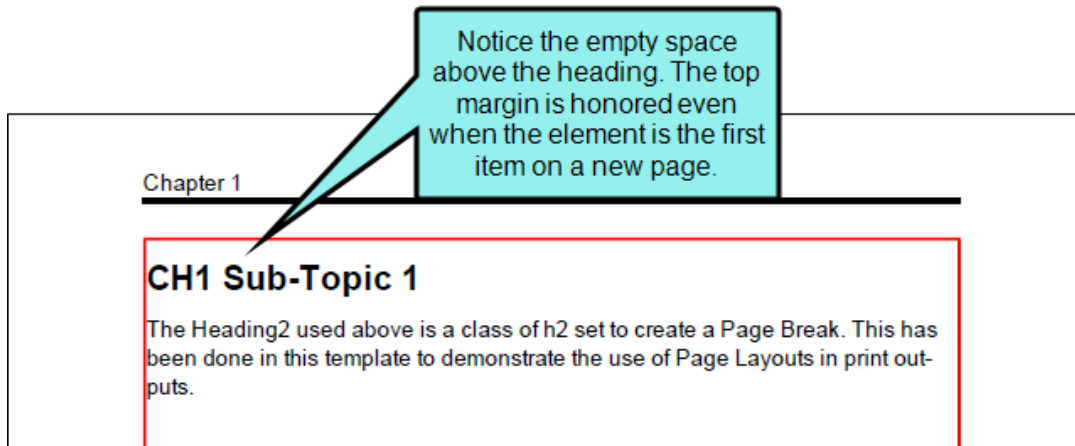 Notice the empty space
above the heading. The top
margin is honored even
when the element is the first
item on a new page.
Chapter 1
CH1 Sub-Topic 1
The Heading2 used above is a class of h2 set to create a Page Break. This has
been done in this template to demonstrate the use of Page Layouts in print out-
puts.